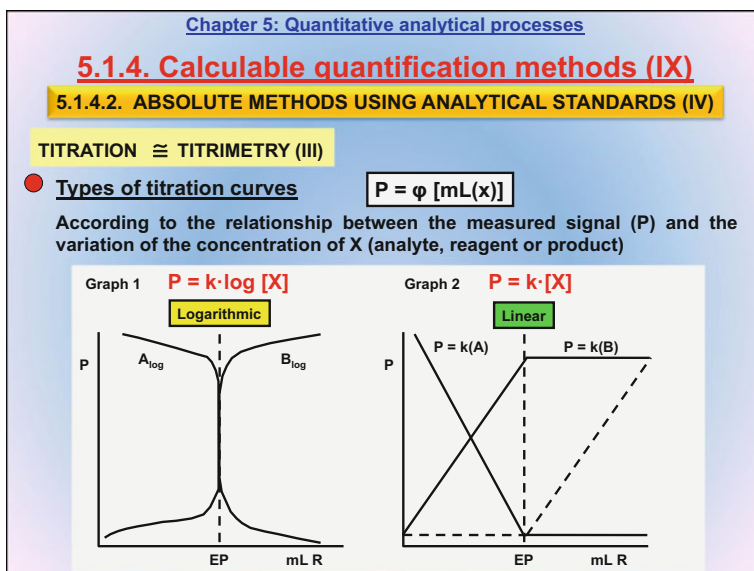 Chapter 5: Quantitative analytical processes
5.1.4. Calculable quantification methods (IX)
5.1.4.2. ABSOLUTE METHODS USING ANALYTICAL STANDARDS (IV)
TITRATION ≅ TITRIMETRY (III)
Types of titration curves P = φ [mL(x)]
According to the relationship between the measured signal (P) and the
variation of the concentration of X (analyte, reagent or product)
Graph 1 P = k·log [X]
Logarithmic
P
A_log
B_log
EP mL R
Graph 2 P = k·[X]
Linear
P = k(A) P = k(B)
P
EP mL R